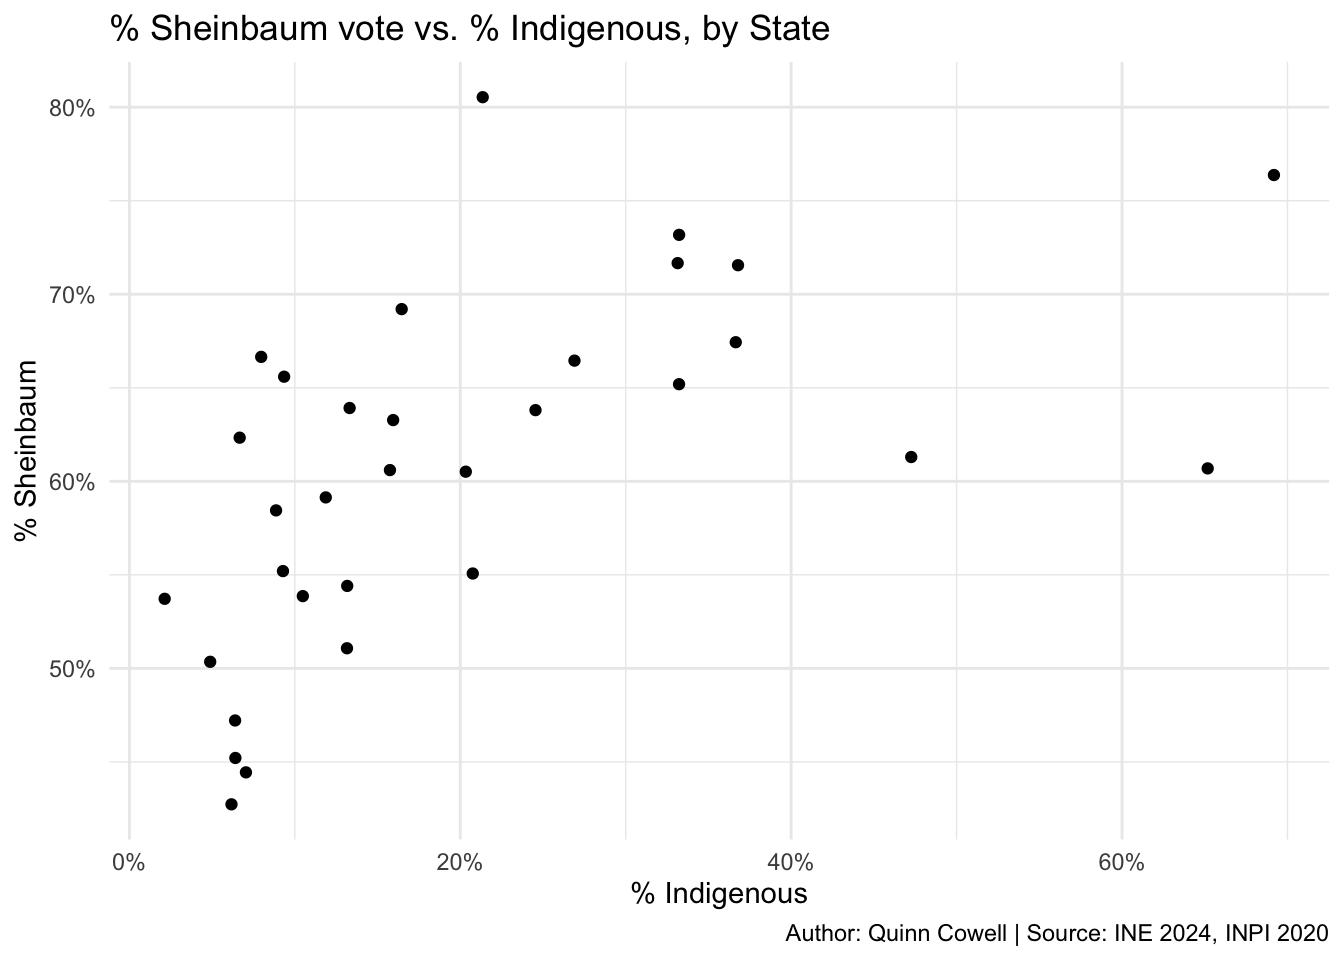 % Sheinbaum vote vs. % Indigenous, by State
80%
70%
60%
50%
% Sheinbaum
0%
20%
40%
60%
% Indigenous
Author: Quinn Cowell | Source: INE 2024, INPI 2020